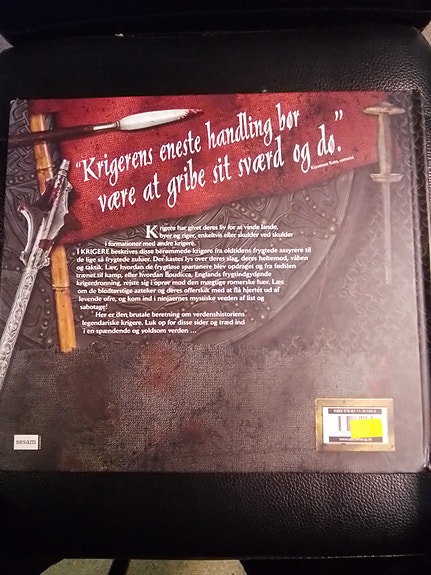 “Krigerens eneste handling bør
være at gribe sit sværd og dø.”
Krigere har givet deres liv for at vinde lande,
byer og riger, enkeltvis eller skulder ved skulder
i formationer med andre krigere.
I KRIGERE beskrives disse berømmede krigere fra oldtidens frygtede assyrere til
de lige så frygtede zuluer. Der kastes lys over deres slag, deres heltemod, våben
og taktik. Lær, hvordan de frygtløse spartanere blev opdraget og fra fødslen
trænet til kamp, eller hvordan Boudicca, Englands frygtindgydende
krigerdronning, rejste sig i oprør mod den mægtige romerske hær. Læs
om de blodtørstige azteker og deres offerskik med at flå hjertet ud af
levende ofre, og kom ind i ninjaernes mystiske verden af list og
sabotage!
Her er den brutale beretning om verdenshistoriens
legendariske krigere. Luk op for disse sider og træd ind
i en spændende og voldsom verden ...
sesam